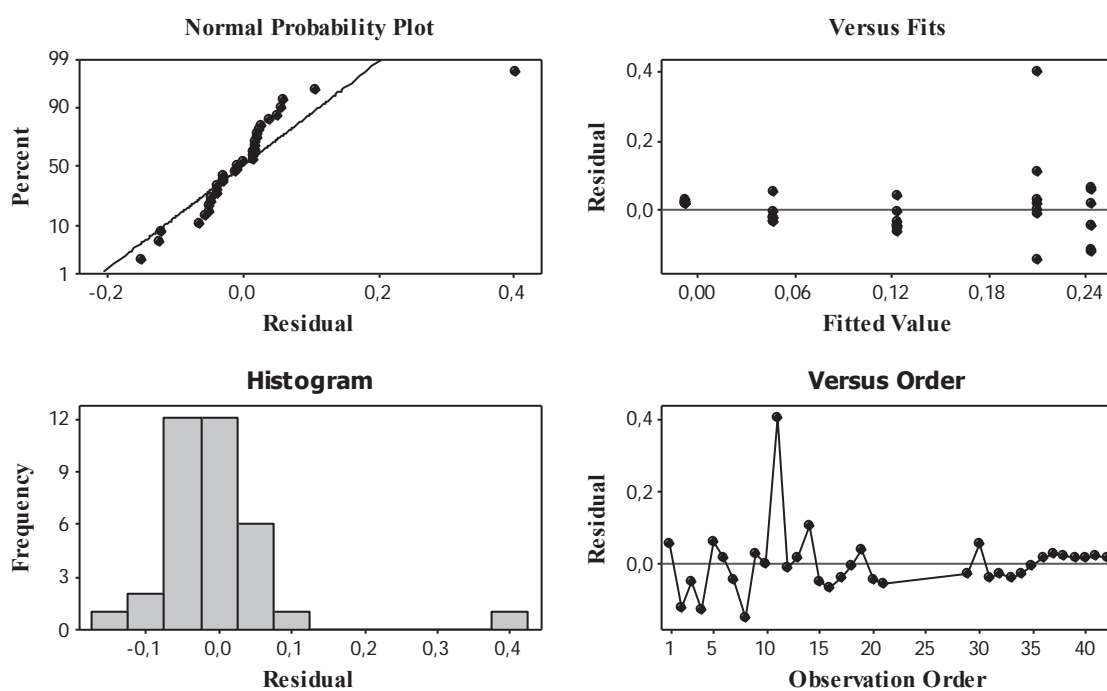 Normal Probability Plot
99
90
50
10
1
Percent
-0,2 0,0 0,2 0,4
Residual
Versus Fits
0,4
0,2
0,0
Residual
0,00 0,06 0,12 0,18 0,24
Fitted Value
Histogram
12
9
6
3
0
Frequency
-0,1 0,0 0,1 0,2 0,3 0,4
Residual
Versus Order
0,4
0,2
0,0
Residual
1 5 10 15 20 25 30 35 40
Observation Order